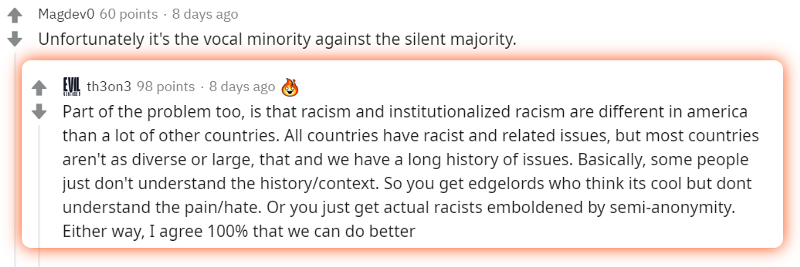 Magdev0 60 points · 8 days ago
Unfortunately it's the vocal minority against the silent majority.
EVIL th3on3 98 points · 8 days ago
Part of the problem too, is that racism and institutionalized racism are different in america
than a lot of other countries. All countries have racist and related issues, but most countries
aren't as diverse or large, that and we have a long history of issues. Basically, some people
just don't understand the history/context. So you get edgelords who think its cool but dont
understand the pain/hate. Or you just get actual racists emboldened by semi-anonymity.
Either way, I agree 100% that we can do better